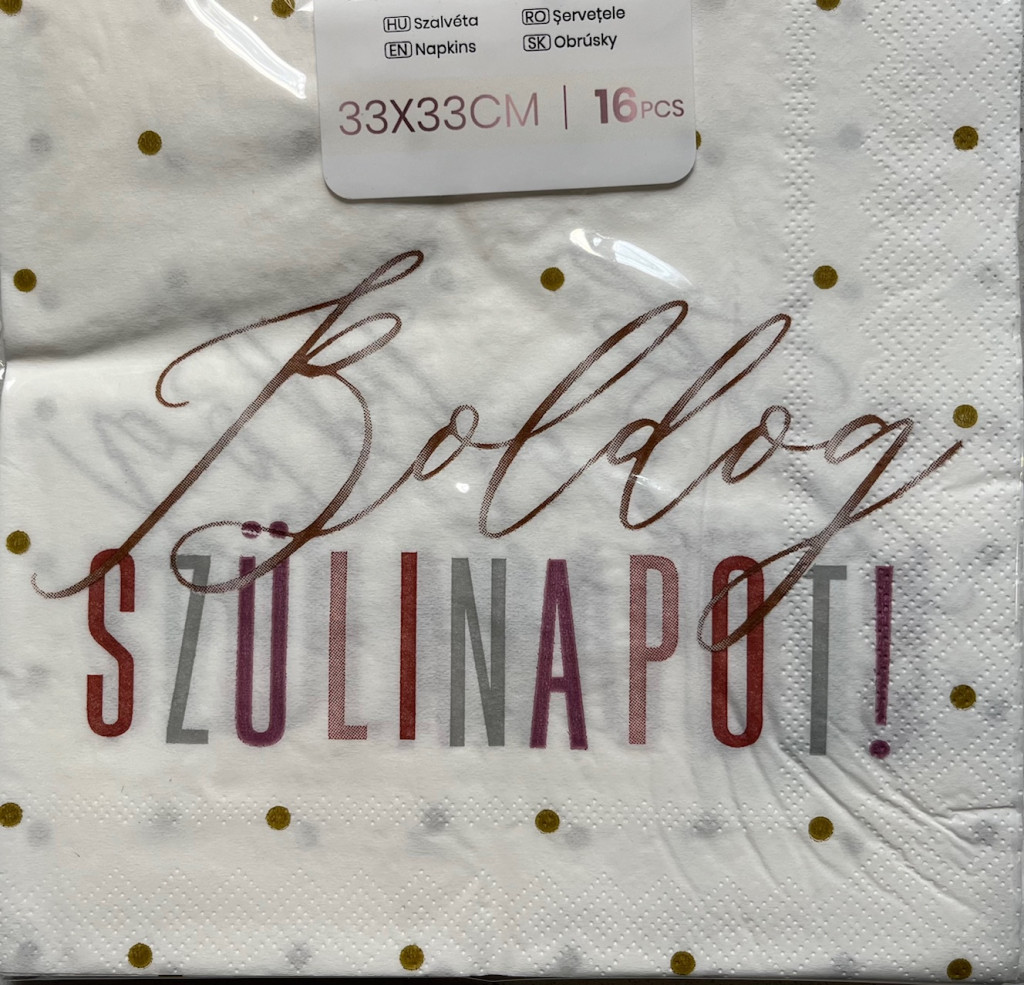 HU Szalvéta RO Șervețele
EN Napkins SK Obrúsky
33X33CM | 16PCS
Boldog
SZÜLINAPOT!